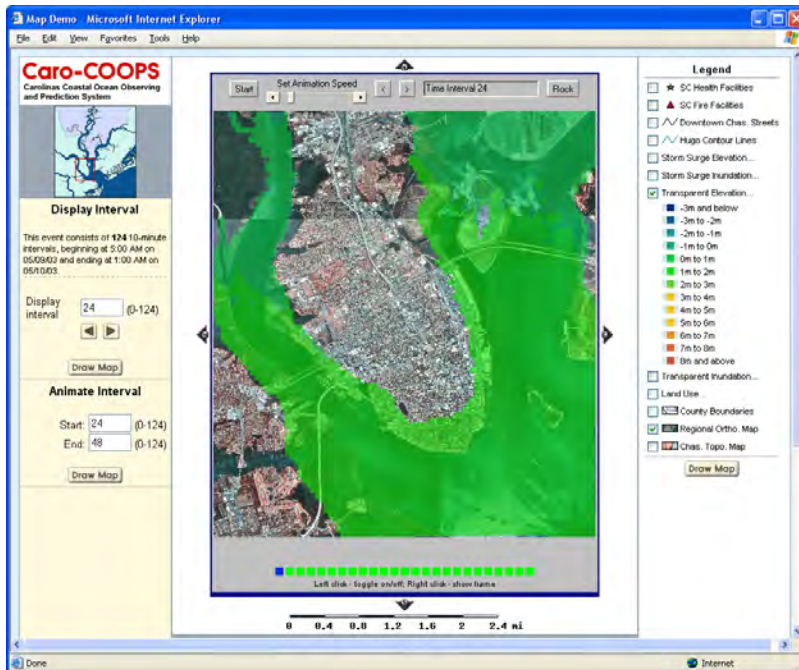 Map Demo - Microsoft Internet Explorer
File Edit View Favorites Tools Help
Caro-COOPS
Carolinas Coastal Ocean Observing
and Prediction System
Display Interval
This event consists of 124 10-minute
intervals, beginning at 5:00 AM on
05/09/03 and ending at 1:00 AM on
05/10/03.
Display
interval 24 (0-124)
Draw Map
Animate Interval
Start: 24 (0-124)
End: 48 (0-124)
Draw Map
Start Set Animation Speed < > Time Interval 24 Rock
Left click - toggle on/off; Right click - show frame
0 0.4 0.8 1.2 1.6 2 2.4 mi
Legend
SC Health Facilities
SC Fire Facilities
Downtown Chas. Streets
Hugo Contour Lines
Storm Surge Elevation...
Storm Surge Inundation...
Transparent Elevation...
-3m and below
-3m to -2m
-2m to -1m
-1m to 0m
0m to 1m
1m to 2m
2m to 3m
3m to 4m
4m to 5m
5m to 6m
6m to 7m
7m to 8m
8m and above
Transparent Inundation...
Land Use...
County Boundaries
Regional Ortho. Map
Chas. Topo. Map
Draw Map
Done
Internet